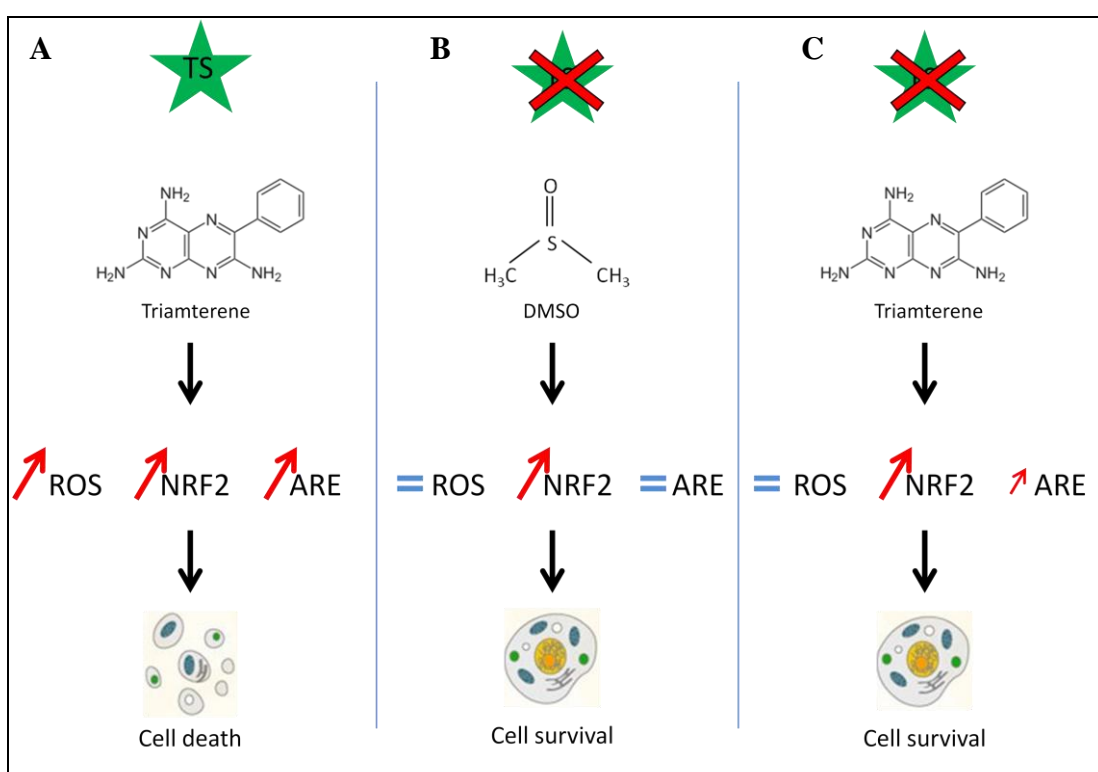 A
B
C
TS
NH₂
N
N
H₂N
N
N
NH₂
Triamterene
O
S
H₃C
CH₃
DMSO
NH₂
N
N
H₂N
N
N
NH₂
Triamterene
ROS NRF2 ARE
= ROS NRF2 = ARE
= ROS NRF2 ARE
Cell death
Cell survival
Cell survival